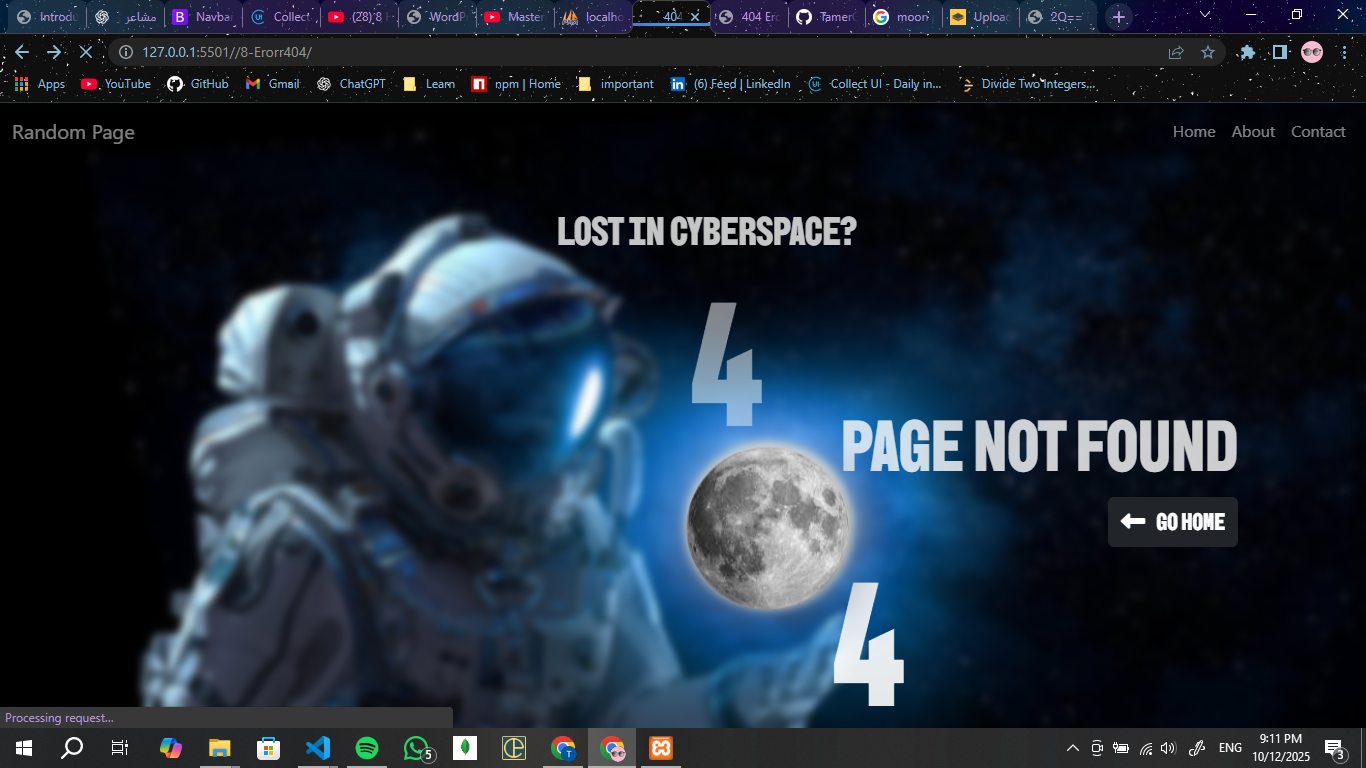 Introdu
مشاعر
Navbar
Collect
(28) 8 H
WordP
Master
localho
404
404 Erc
TamerC
moon
Upload
2Q==
127.0.0.1:5501//8-Erorr404/
Apps
YouTube
GitHub
Gmail
ChatGPT
Learn
npm | Home
important
(6) Feed | LinkedIn
Collect UI - Daily in...
Divide Two Integers...
Random Page
Home
About
Contact
LOST IN CYBERSPACE?
4
PAGE NOT FOUND
GO HOME
4
Processing request...
5
T
ENG
9:11 PM
10/12/2025
3